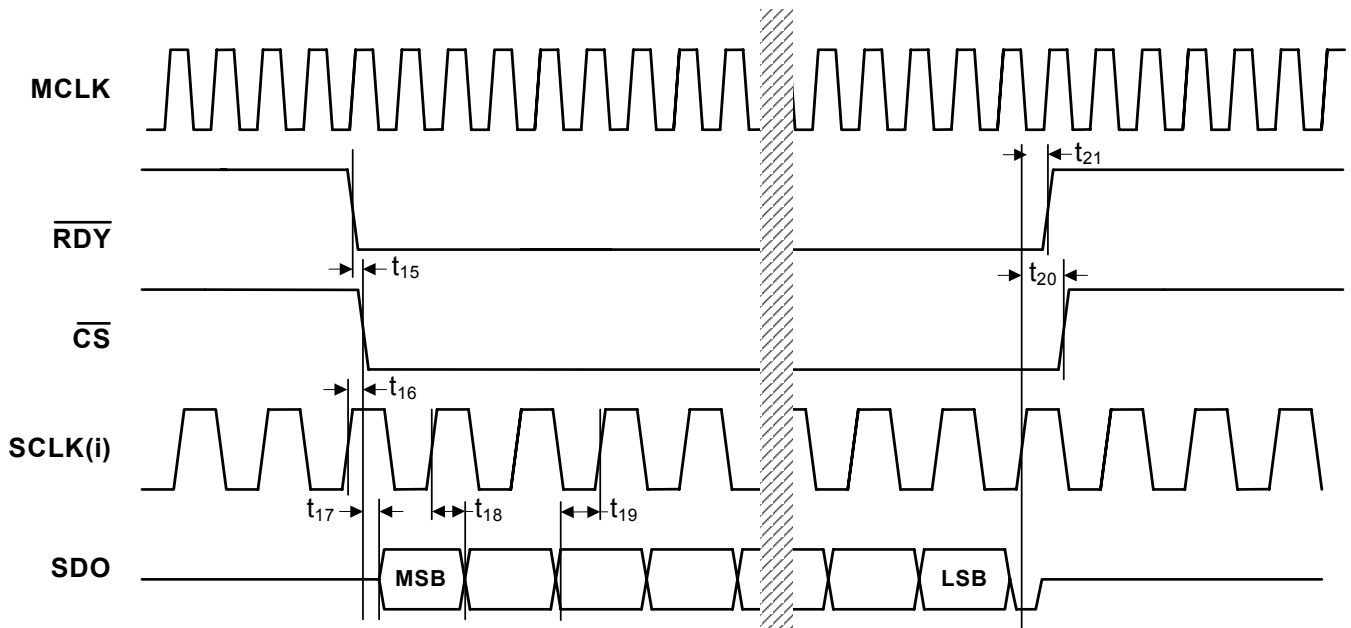 MCLK
t21
RDY
t15
t20
CS
t16
SCLK(i)
t17
t18
t19
SDO
MSB
LSB